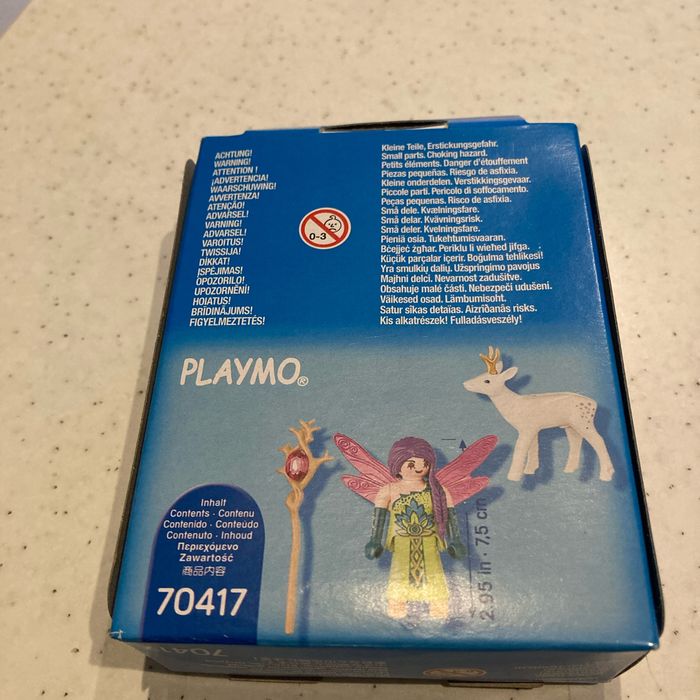 ACHTUNG!
WARNING!
ATTENTION !
¡ADVERTENCIA!
WAARSCHUWING!
AVVERTENZA!
ATENÇÃO!
ADVARSEL!
VARNING!
ADVARSEL!
VAROITUS!
TWISSIJA!
DİKKAT!
ĮSPĖJIMAS!
OPOZORILO!
UPOZORNĚNÍ!
HOIATUS!
BRĪDINĀJUMS!
FIGYELMEZTETÉS!
0-3
Kleine Teile, Erstickungsgefahr.
Small parts. Choking hazard.
Petits éléments. Danger d'étouffement
Piezas pequeñas. Riesgo de asfixia.
Kleine onderdelen. Verstikkingsgevaar.
Piccole parti. Pericolo di soffocamento.
Peças pequenas. Risco de asfixia.
Små dele. Kvælningsfare.
Små delar. Kvävningsrisk.
Små deler. Kvelningsfare.
Pieniä osia. Tukehtumisvaaran.
Bċejjeċ żgħar. Periklu li wieħed jifga.
Küçük parçalar içerir. Boğulma tehlikesi!
Yra smulkių dalių. Užspringimo pavojus
Majhni delci. Nevarnost zadušitve.
Obsahuje malé části. Nebezpečí udušení.
Väikesed osad. Lämbumisoht.
Satur sīkas detaļas. Aizrīšanās risks.
Kis alkatrészek! Fulladásveszély!
PLAYMO®
Inhalt
Contents · Contenu
Contenido · Conteúdo
Contenuto · Inhoud
Περιεχόμενο
Zawartość
商品内容
70417
2.95 in · 7,5 cm